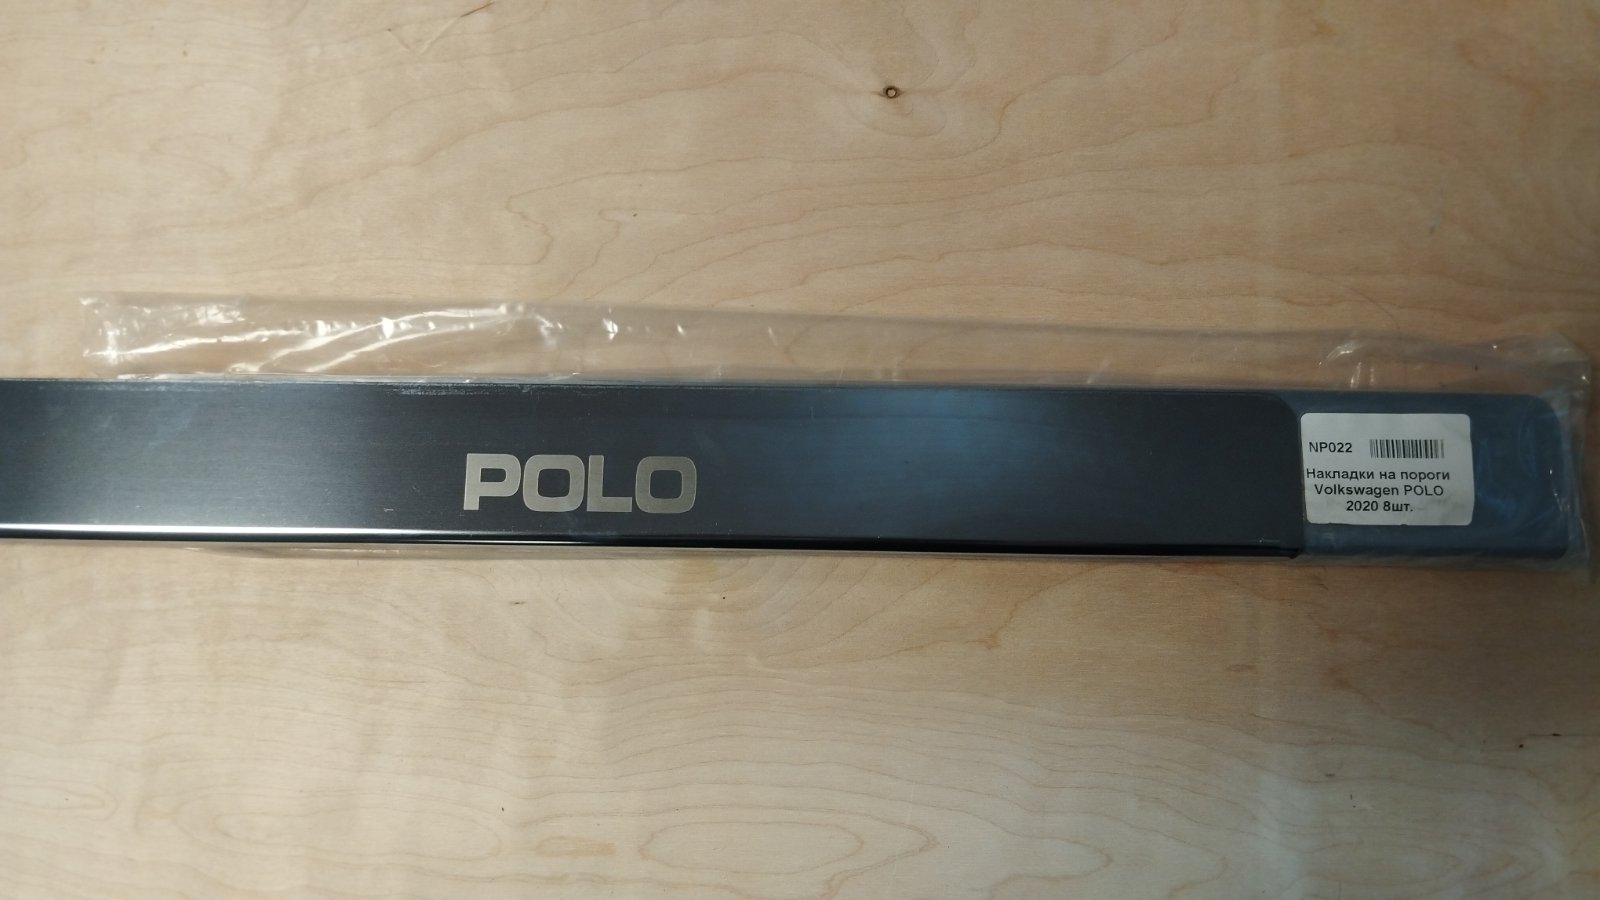 POLO
NP022
Накладки на пороги
Volkswagen POLO
2020 8шт.